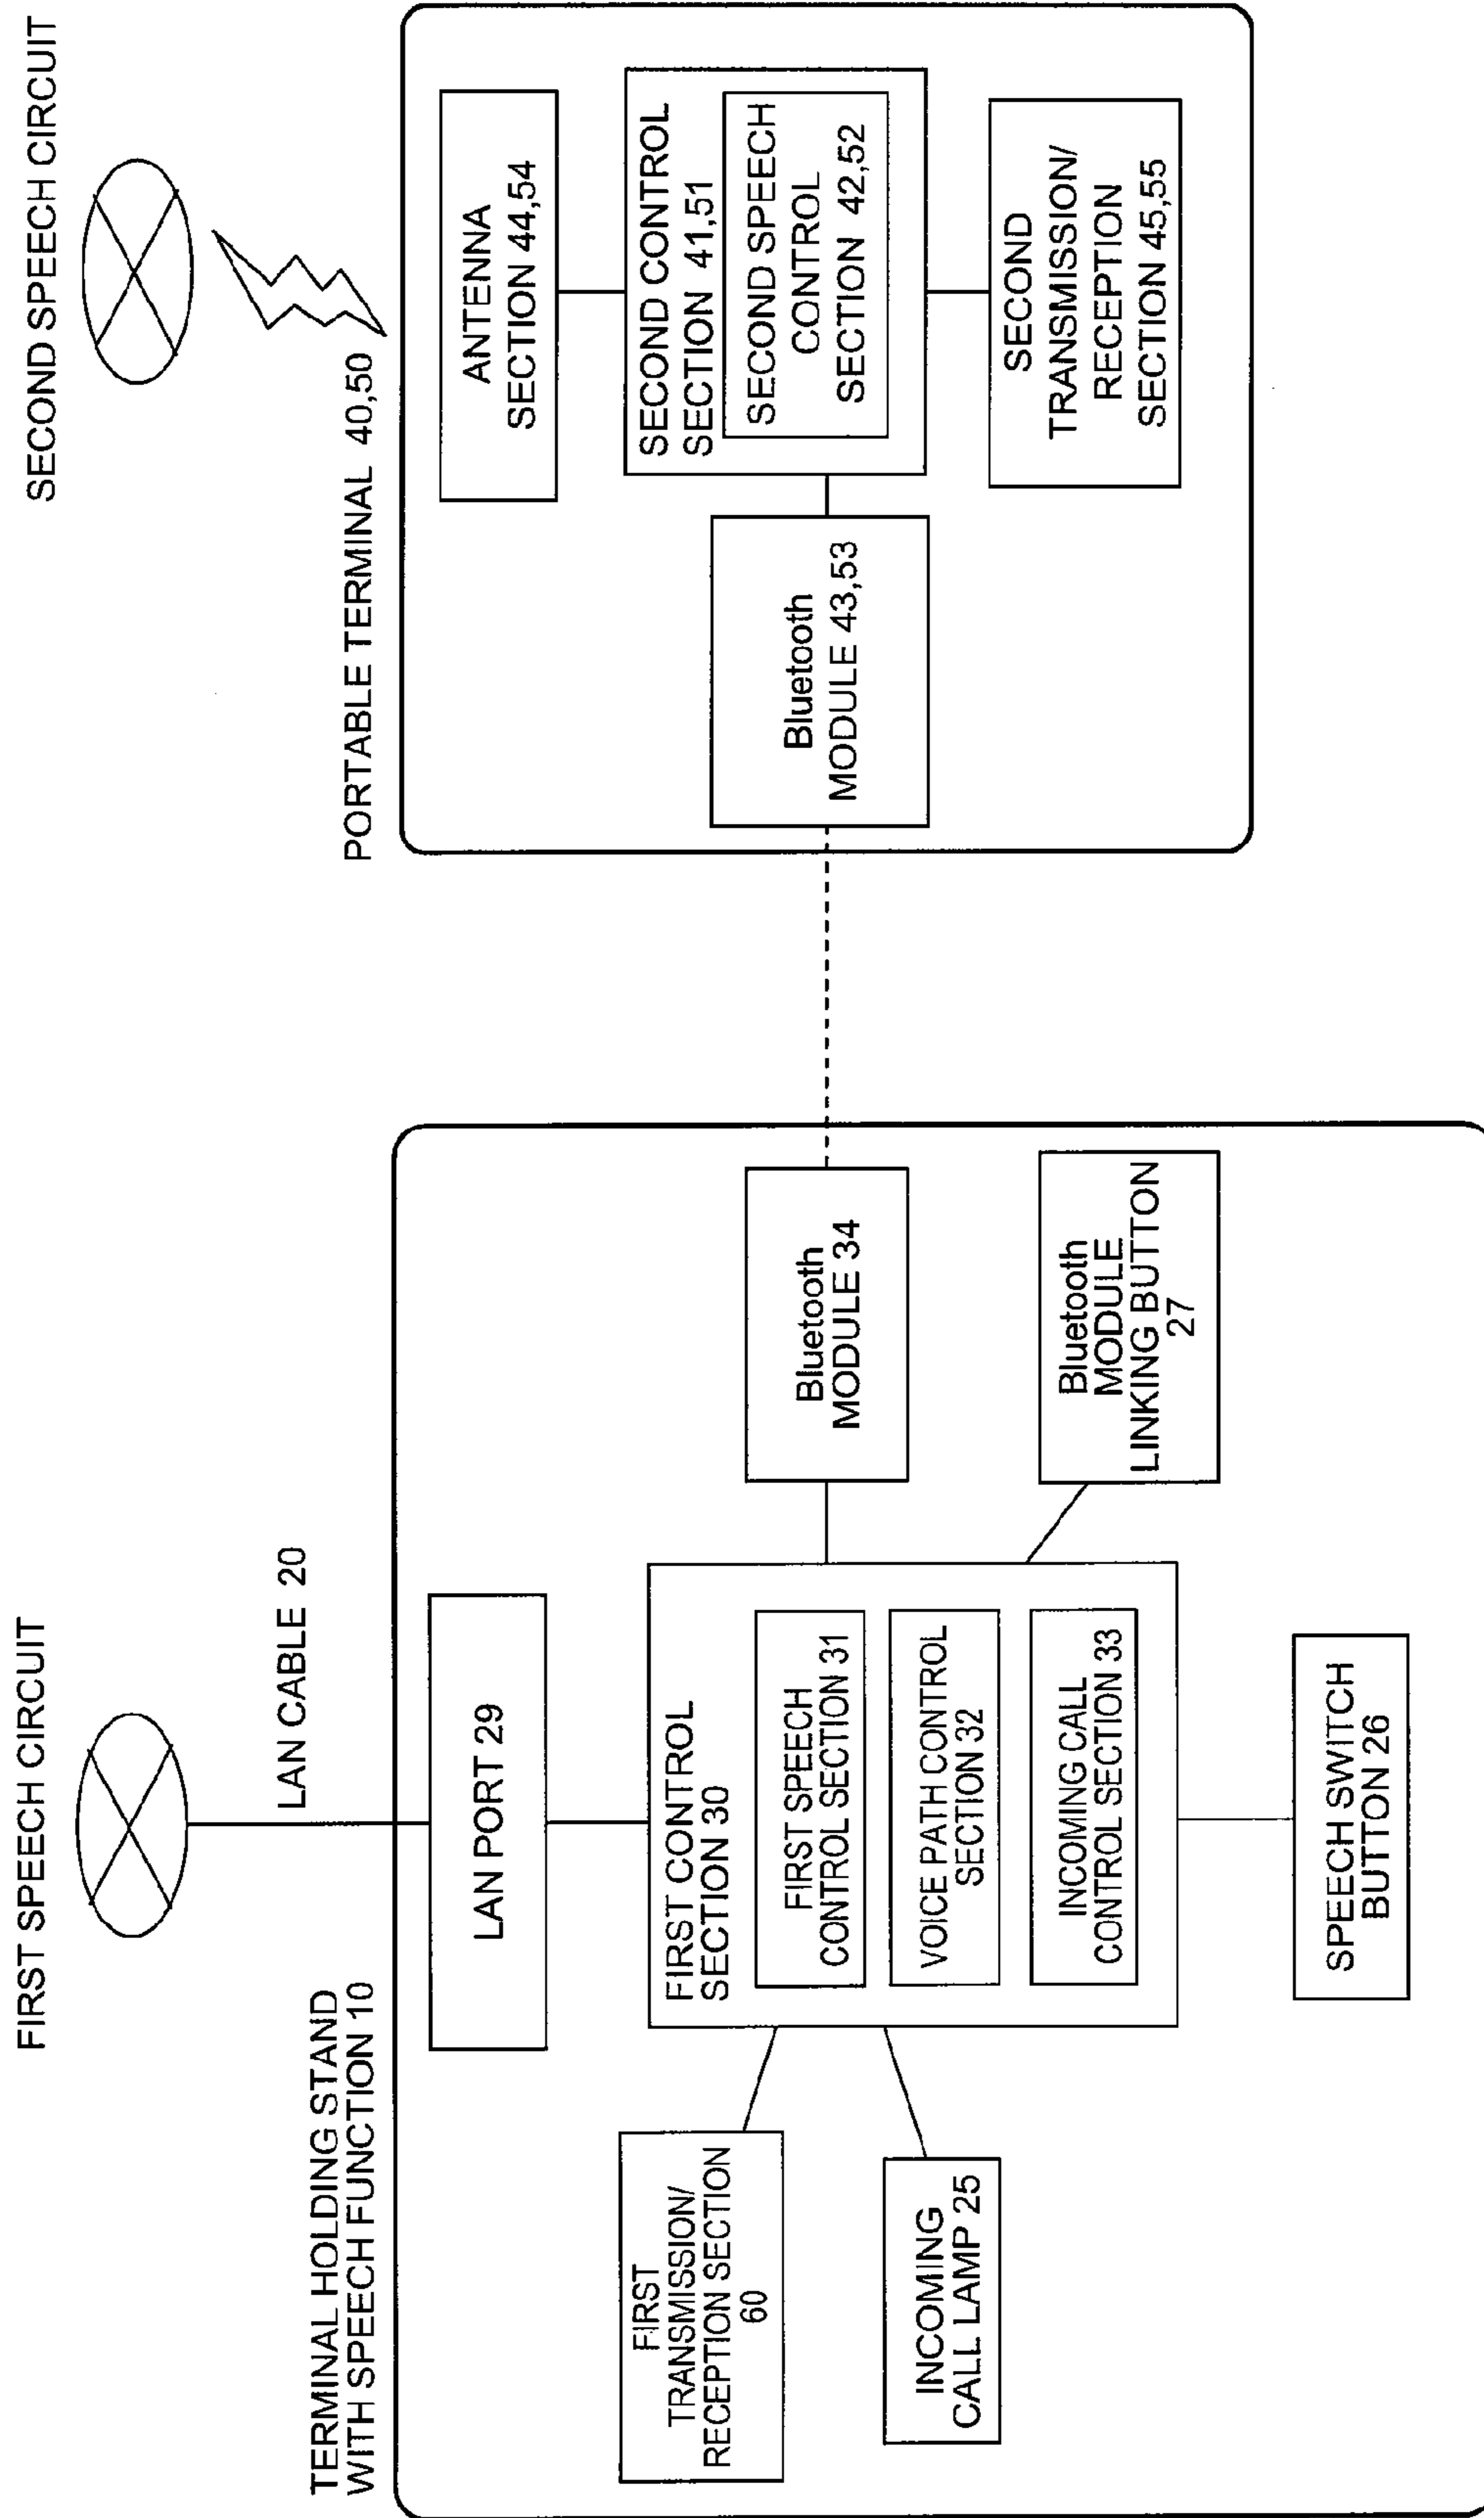 FIRST SPEECH CIRCUIT
LAN CABLE 20
TERMINAL HOLDING STAND
WITH SPEECH FUNCTION 10
LAN PORT 29
FIRST CONTROL
SECTION 30
FIRST SPEECH
CONTROL SECTION 31
VOICE PATH CONTROL
SECTION 32
INCOMING CALL
CONTROL SECTION 33
FIRST
TRANSMISSION/
RECEPTION SECTION
60
INCOMING
CALL LAMP 25
SPEECH SWITCH
BUTTON 26
Bluetooth
MODULE 34
Bluetooth
MODULE
LINKING BUTTON
27
SECOND SPEECH CIRCUIT
PORTABLE TERMINAL 40,50
ANTENNA
SECTION 44,54
SECOND CONTROL
SECTION 41,51
SECOND SPEECH
CONTROL
SECTION 42,52
Bluetooth
MODULE 43,53
SECOND
TRANSMISSION/
RECEPTION
SECTION 45,55